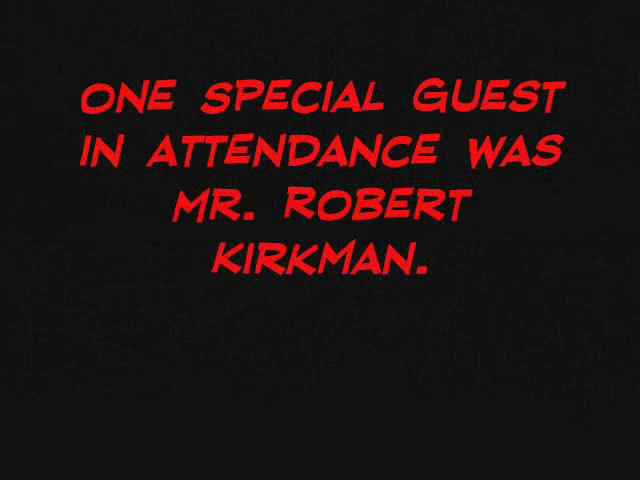 ONE SPECIAL GUEST
IN ATTENDANCE WAS
MR. ROBERT
KIRKMAN.